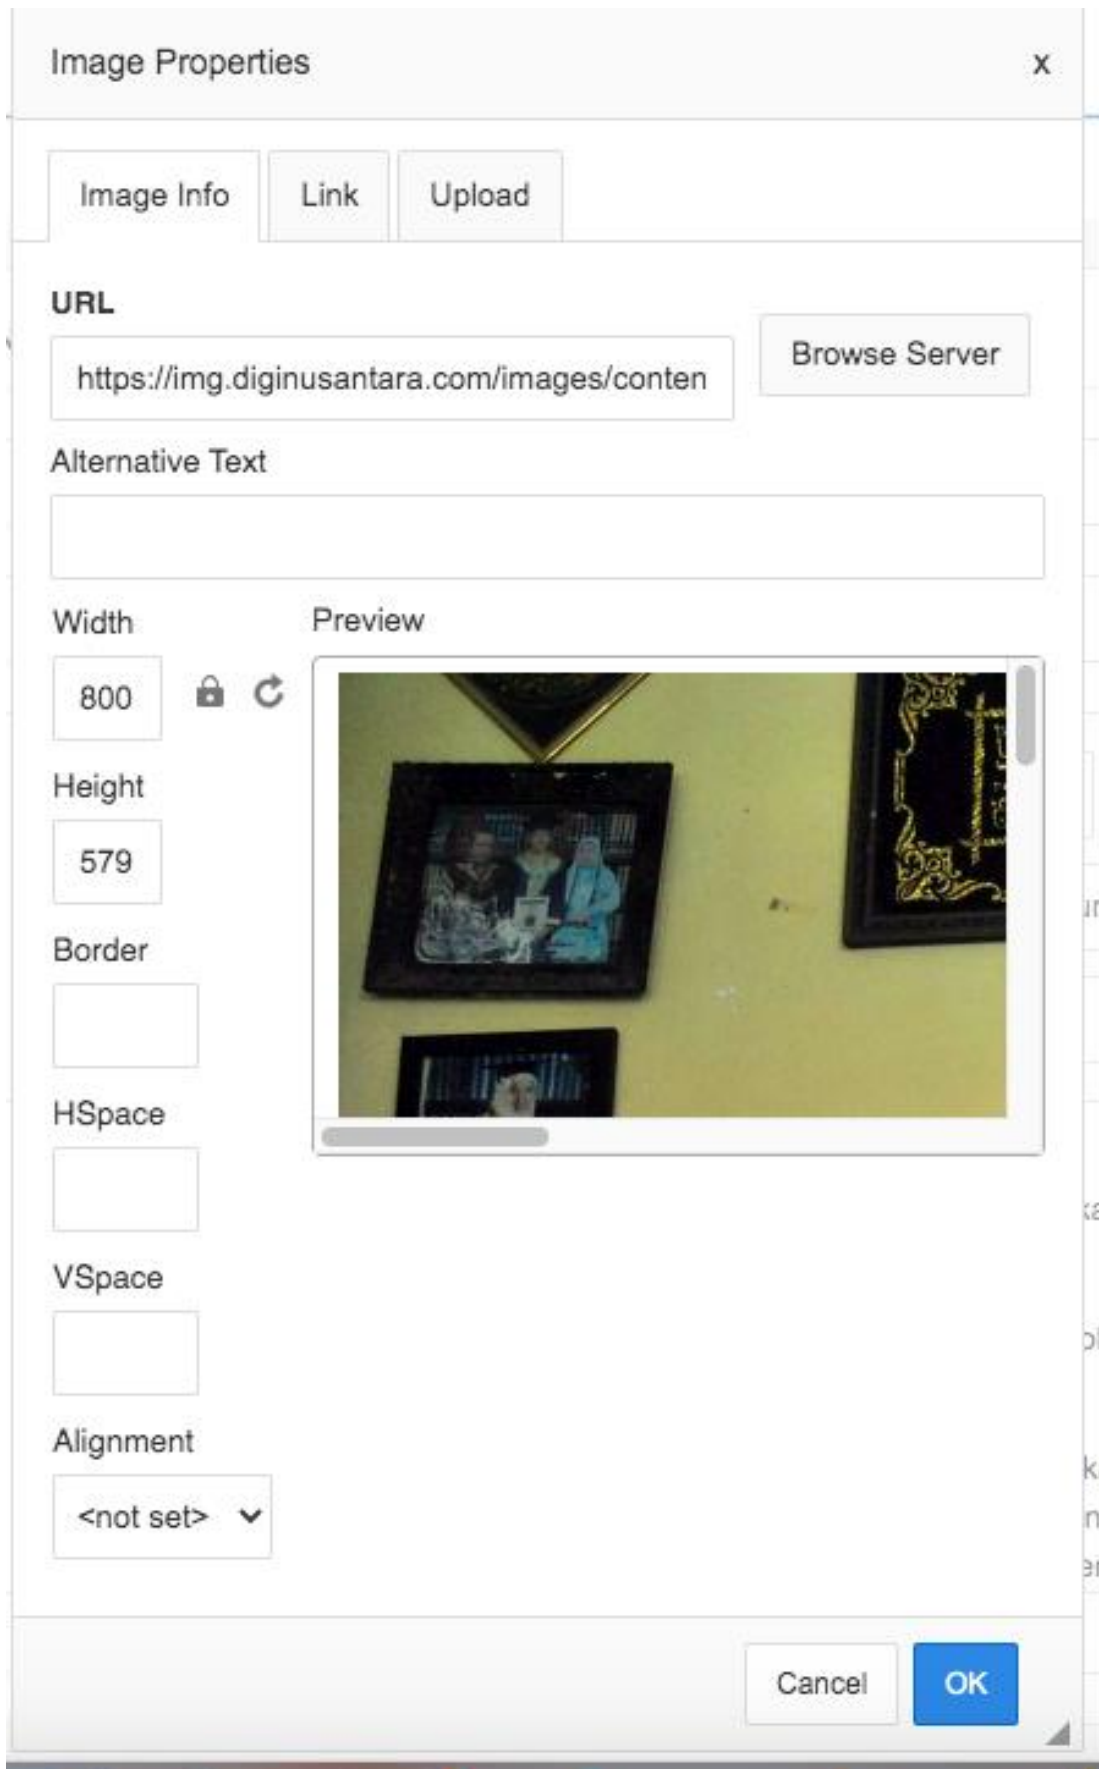 Image Properties x
Image Info Link Upload
URL
https://img.diginusantara.com/images/conten
Browse Server
Alternative Text
Width
Preview
800
Height
579
Border
HSpace
VSpace
Alignment
<not set>
Cancel OK